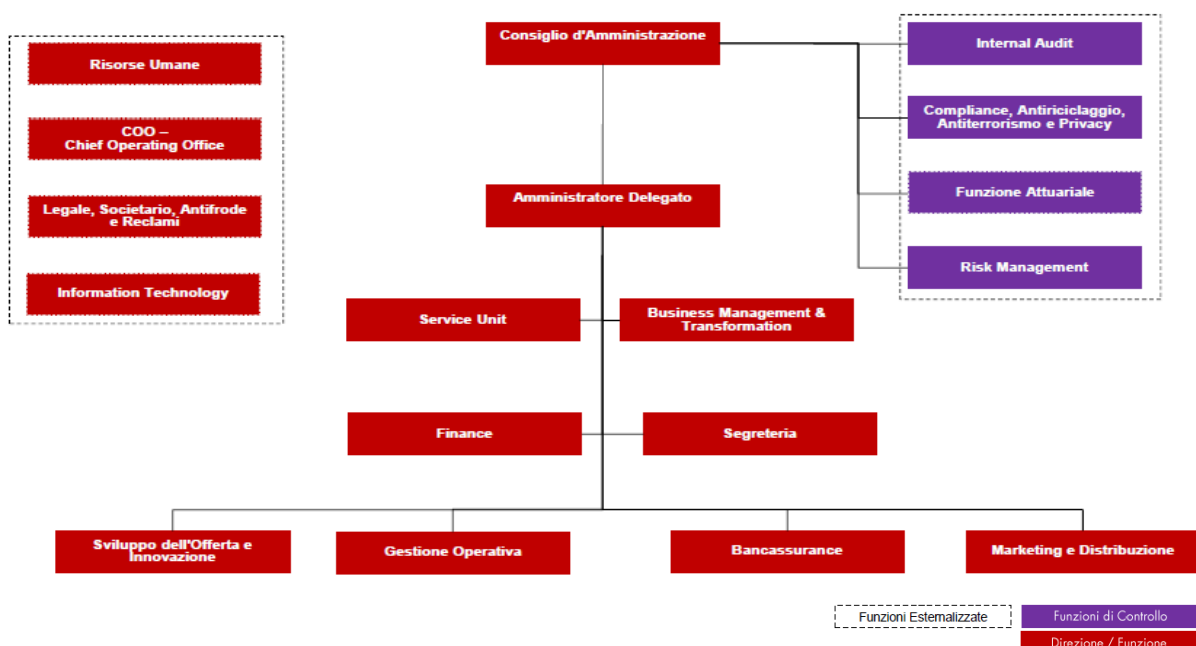 Consiglio d'Amministrazione
Internal Audit
Risorse Umane
Compliance, Antiriciclaggio,
Antiterrorismo e Privacy
COO –
Chief Operating Office
Amministratore Delegato
Funzione Attuariale
Legale, Societario, Antifrode
e Reclami
Risk Management
Information Technology
Service Unit
Business Management &
Transformation
Finance
Segreteria
Sviluppo dell'Offerta e
Innovazione
Gestione Operativa
Bancassurance
Marketing e Distribuzione
Funzioni Esternalizzate
Funzioni di Controllo
Direzione / Funzione